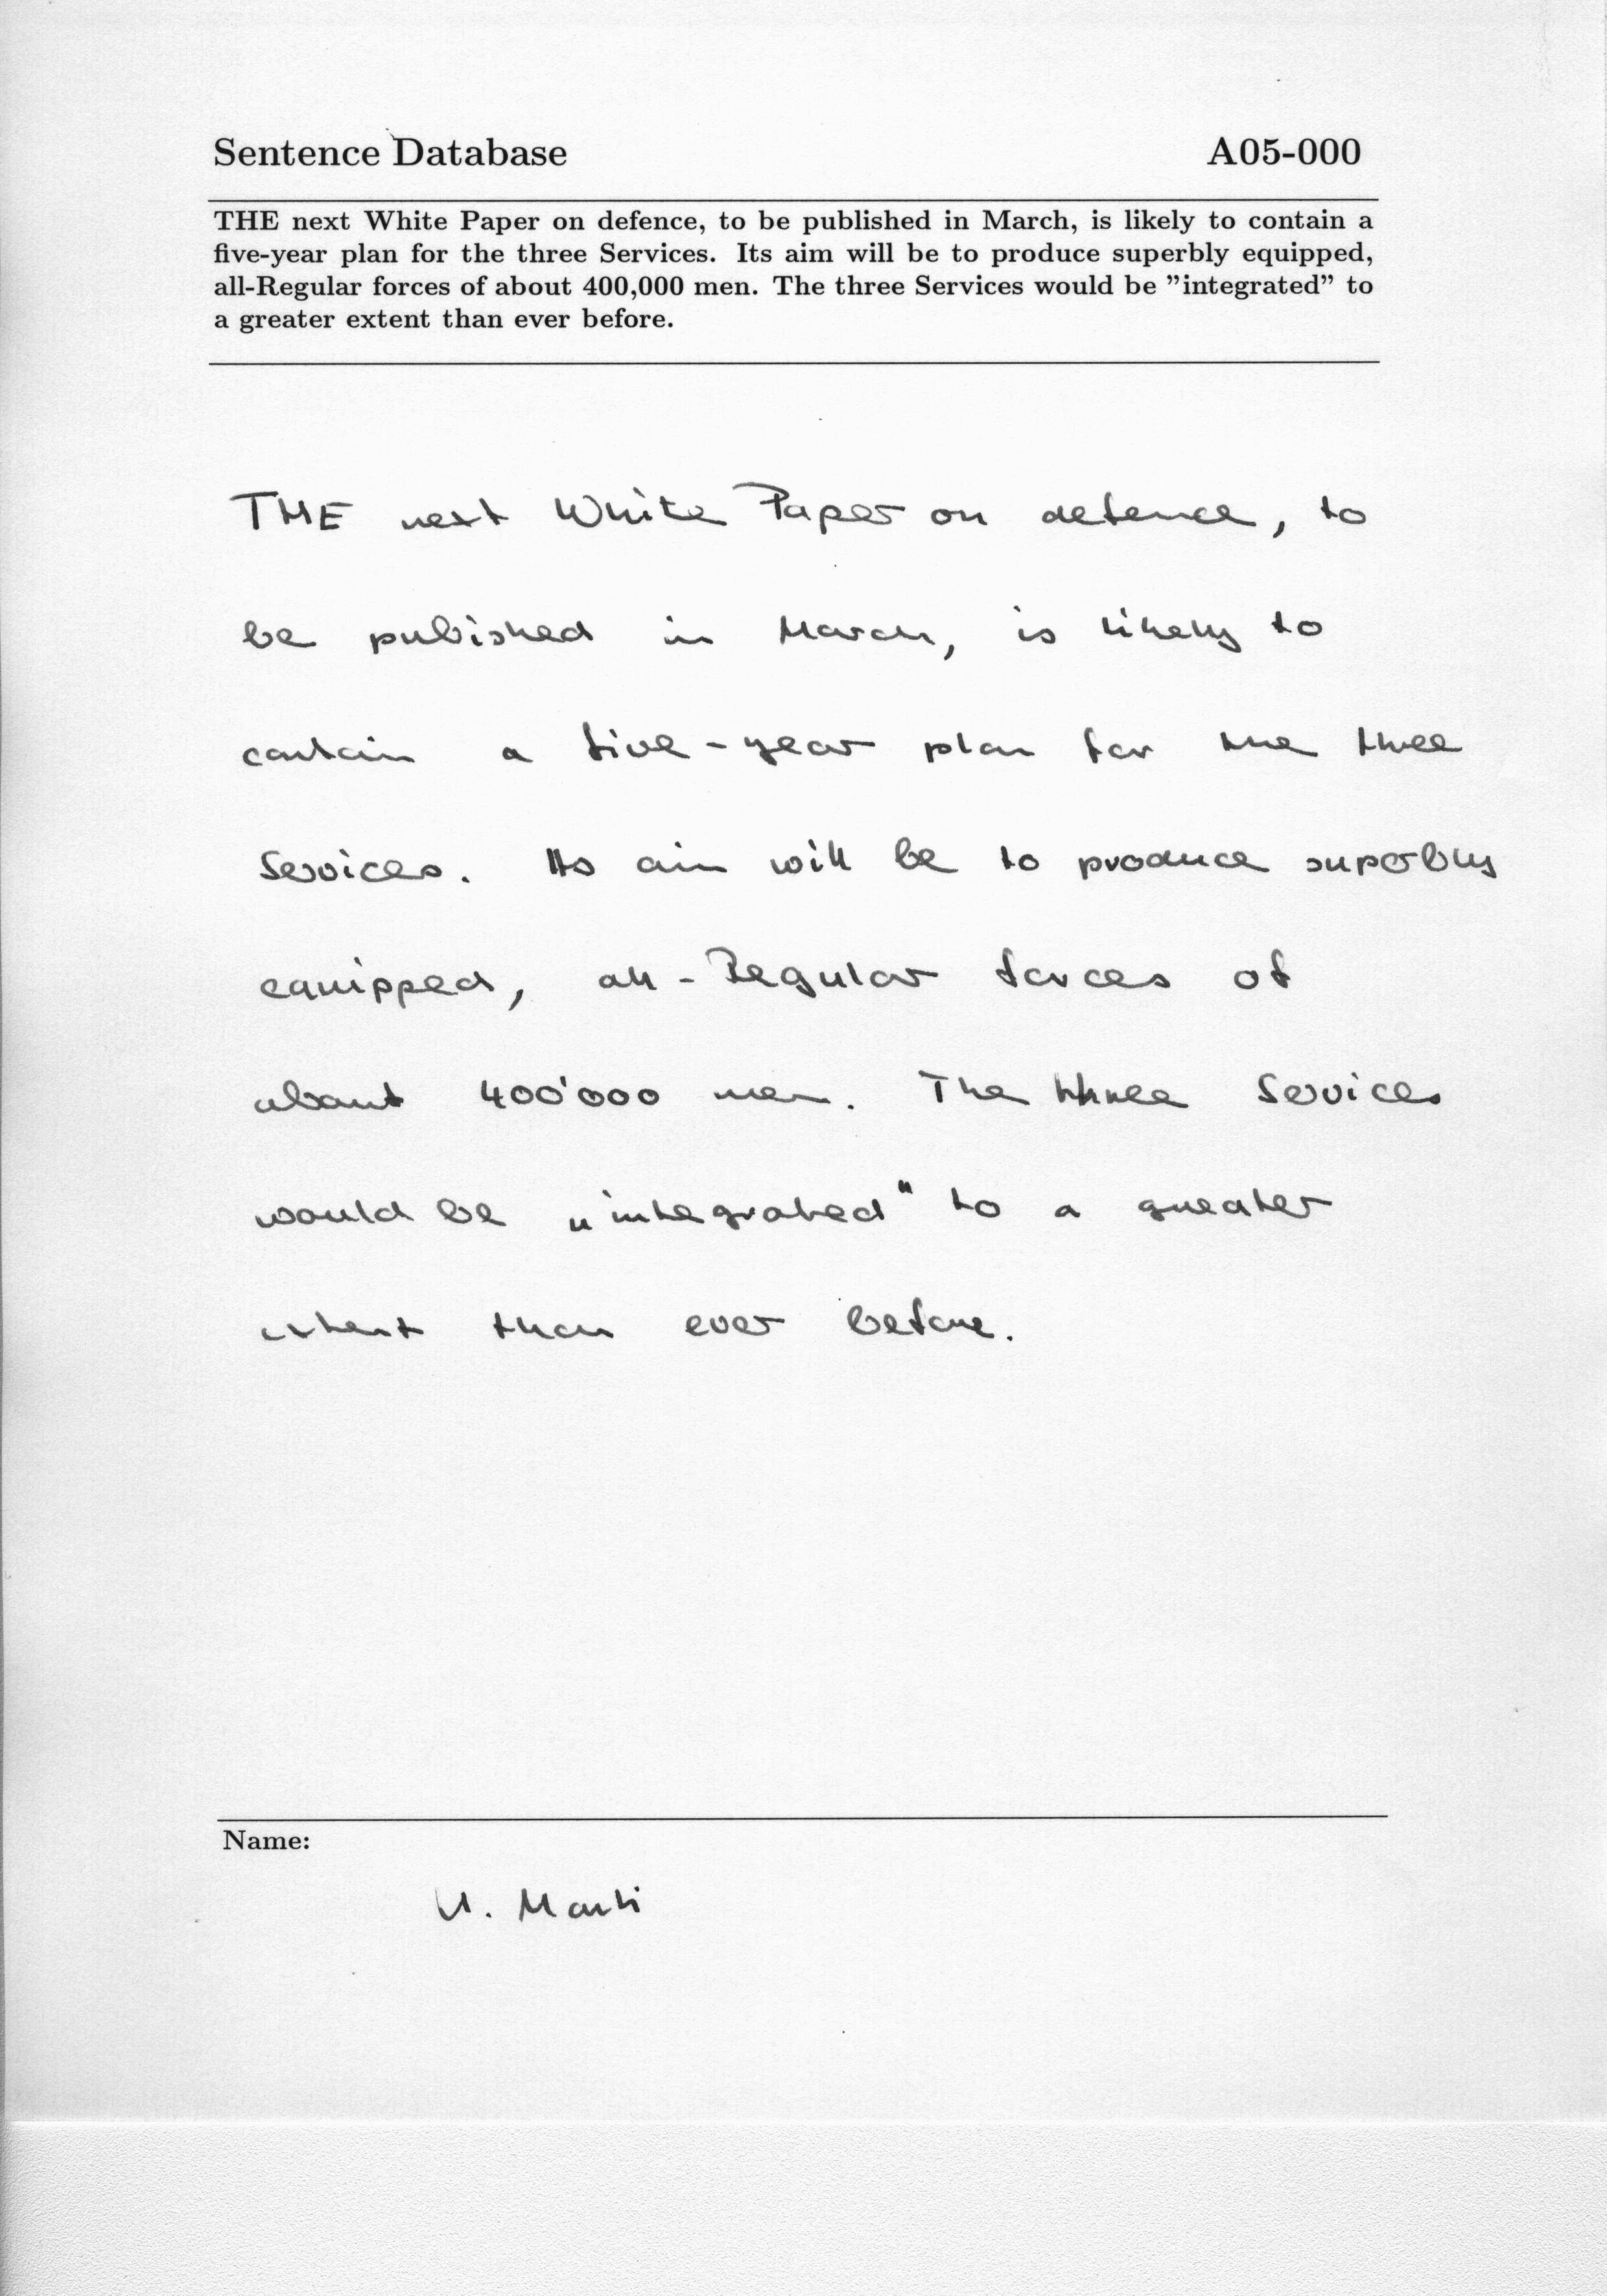 Sentence Database A05-000
THE next White Paper on defence, to be published in March, is likely to contain a
five-year plan for the three Services. Its aim will be to produce superbly equipped,
all-Regular forces of about 400,000 men. The three Services would be ”integrated” to
a greater extent than ever before.
THE next White Paper on defence, to
be pubished in March, is likely to
contain a five-year plan for the three
Services. Its aim will be to produce superbly
equipped, all-Regular forces of
about 400'000 men. The three Services
would be „integrated“ to a greater
extent than ever before.
Name:
U. Marti